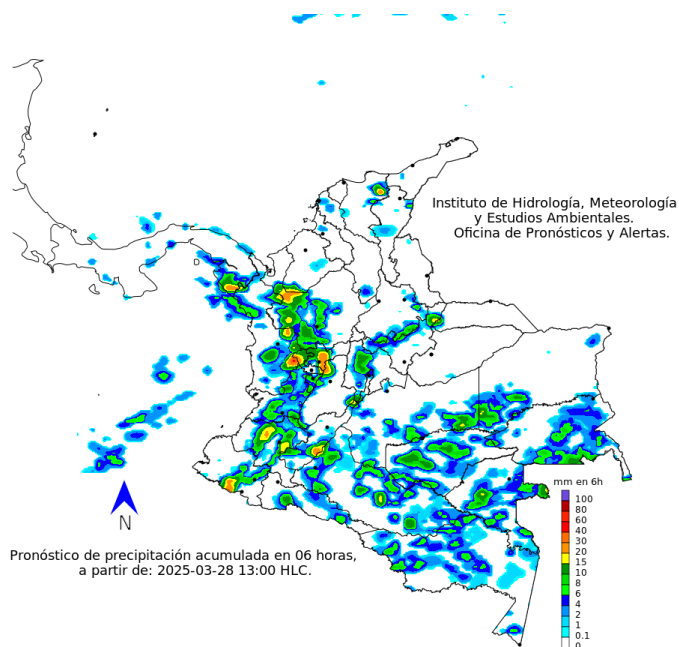 Instituto de Hidrología, Meteorología
y Estudios Ambientales.
Oficina de Pronósticos y Alertas.
N
Pronóstico de precipitación acumulada en 06 horas,
a partir de: 2025-03-28 13:00 HLC.
mm en 6h
100
80
60
40
30
20
15
10
8
6
4
2
1
0.1
0